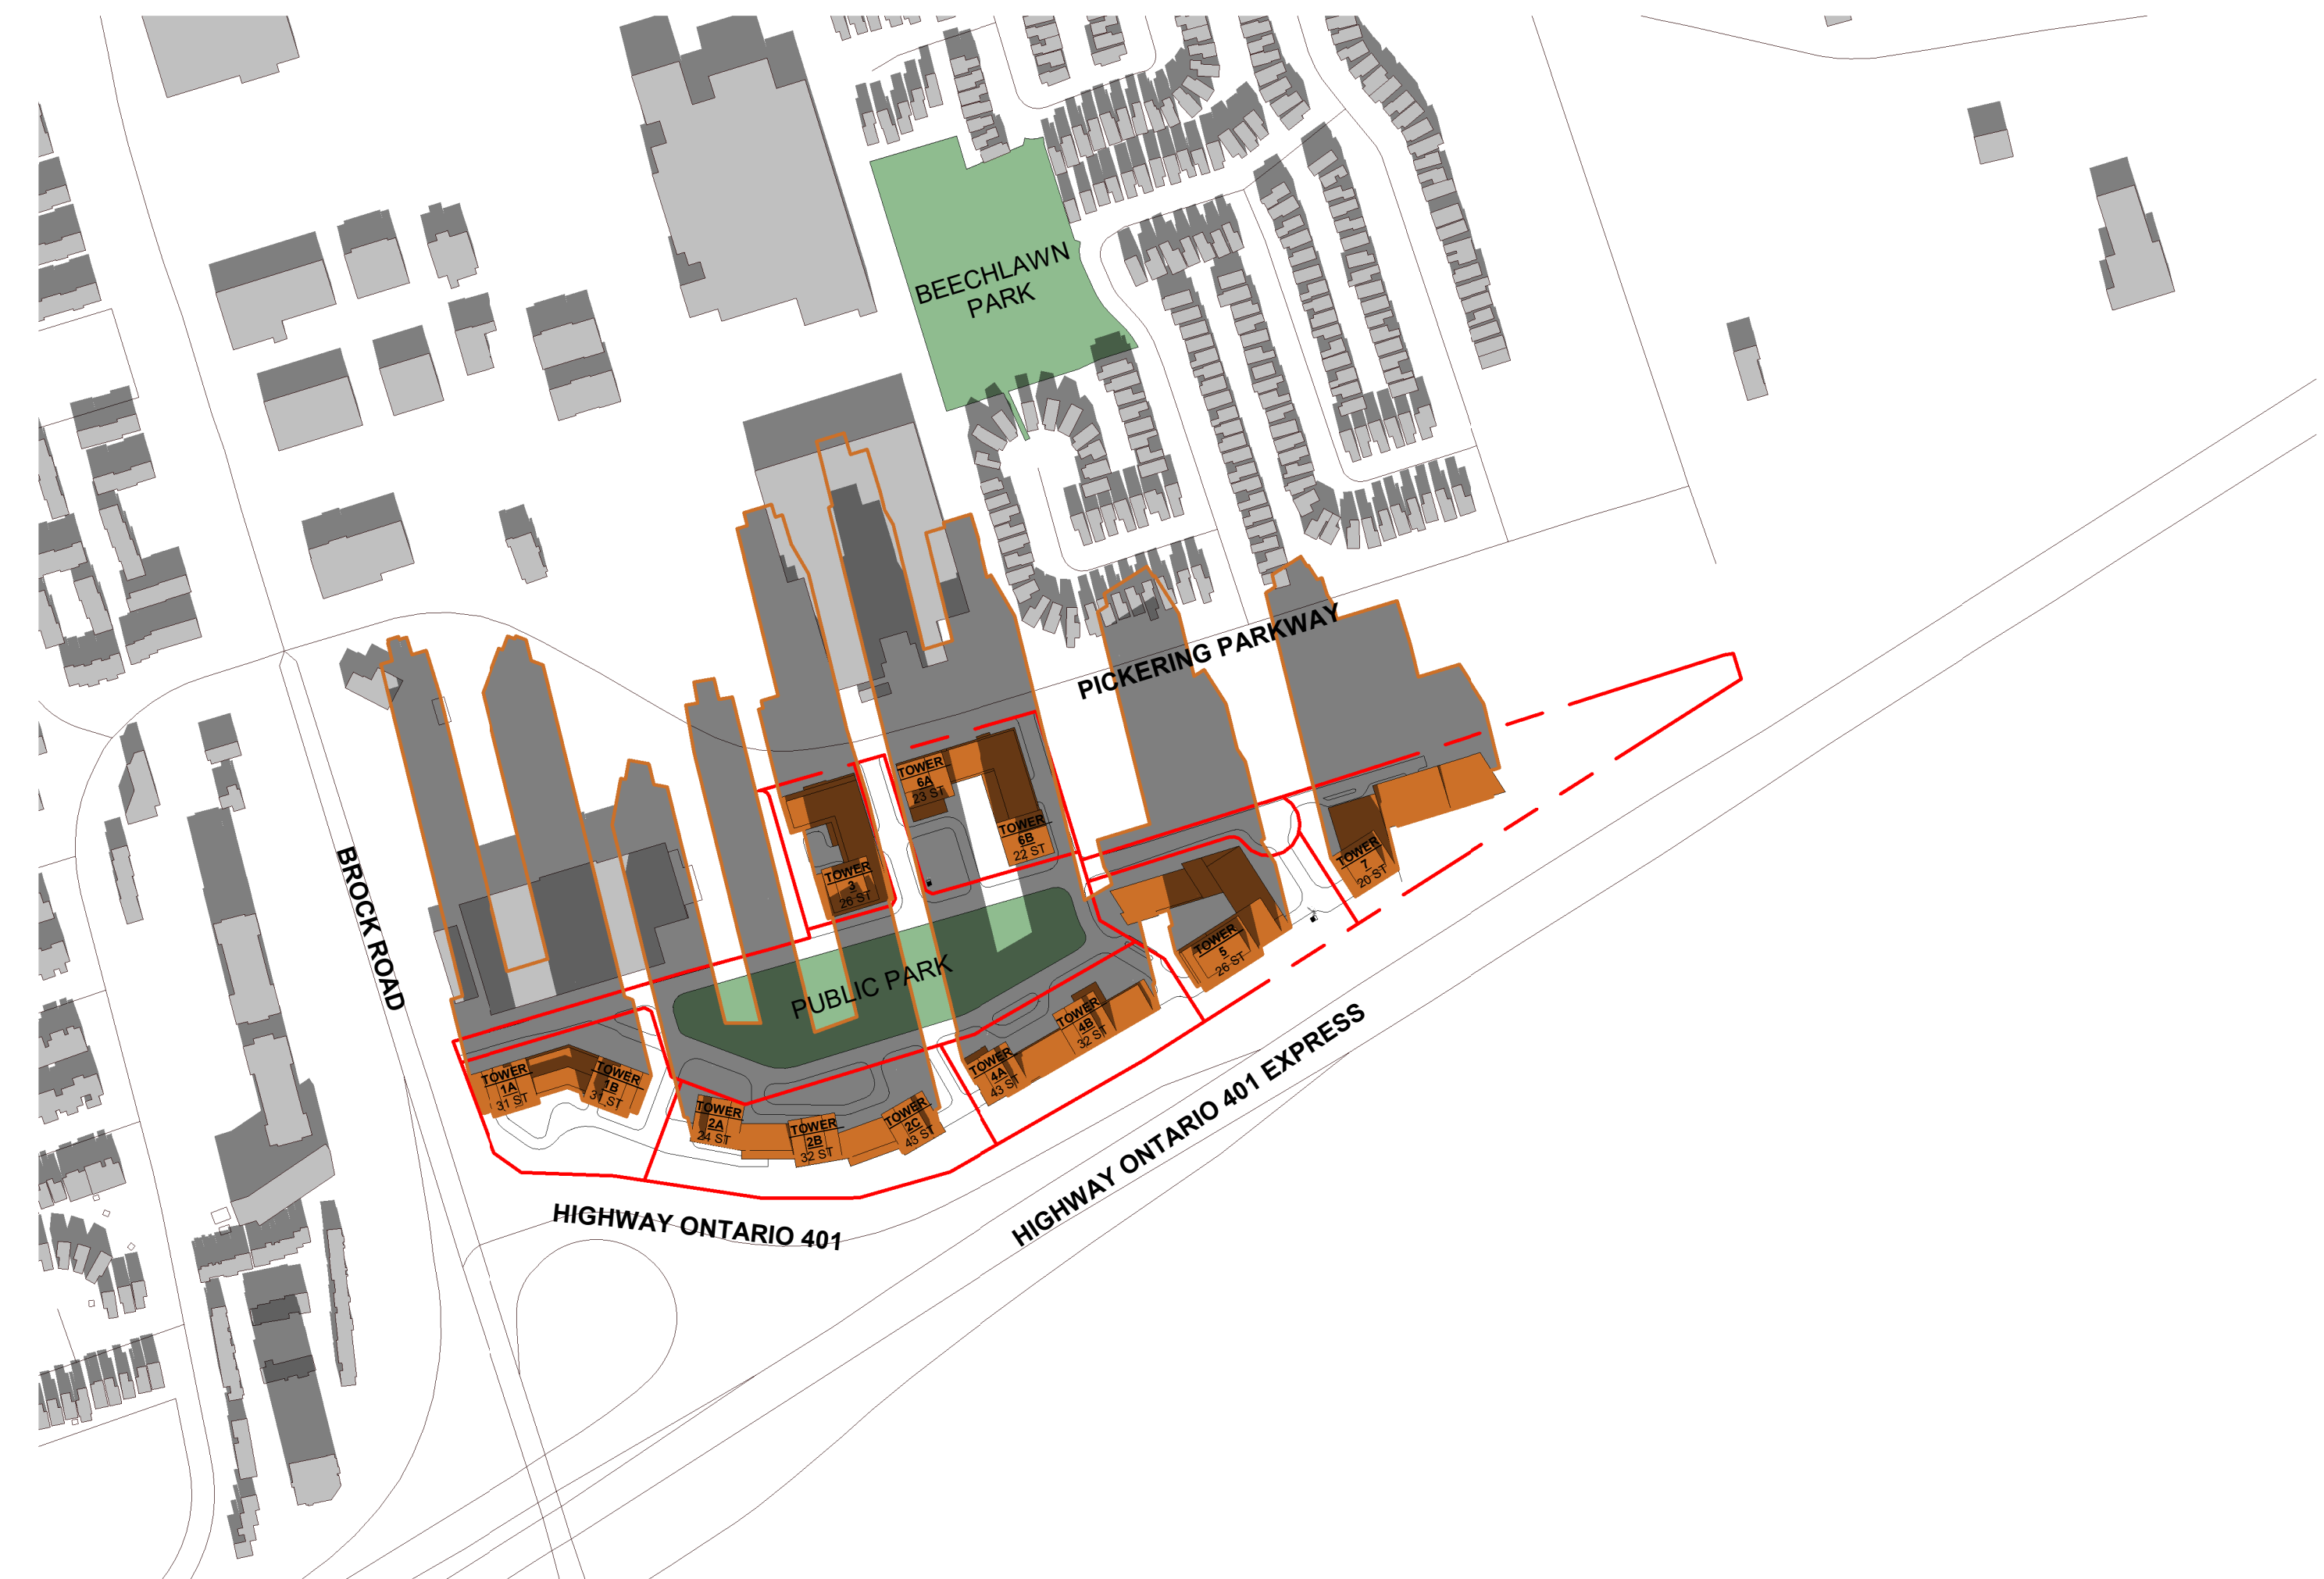 BEECHLAWN
PARK
PICKERING PARKWAY
BROCK ROAD
TOWER
6A
23 ST
TOWER
6B
22 ST
TOWER
3
26 ST
TOWER
7
20 ST
TOWER
5
26 ST
PUBLIC PARK
TOWER
4B
32 ST
TOWER
4A
43 ST
TOWER
1A
31 ST
TOWER
1B
31 ST
TOWER
2A
24 ST
TOWER
2B
32 ST
TOWER
2C
43 ST
HIGHWAY ONTARIO 401
HIGHWAY ONTARIO 401 EXPRESS